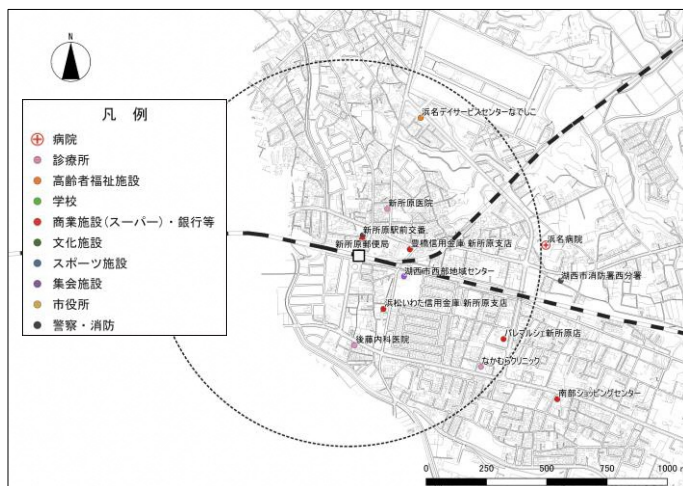 N
凡 例
病院
診療所
高齢者福祉施設
学校
商業施設(スーパー)・銀行等
文化施設
スポーツ施設
集会施設
市役所
警察・消防
浜名デイサービスセンターなでしこ
新所原医院
新所原駅前交番
新所原郵便局
豊橋信用金庫 新所原支店
浜名病院
湖西市西部地域センター
湖西市消防署西分署
浜松いわた信用金庫 新所原支店
後藤内科医院
パレマルシェ新所原店
なかむらクリニック
南部ショッピングセンター
0 250 500 750 1000 m